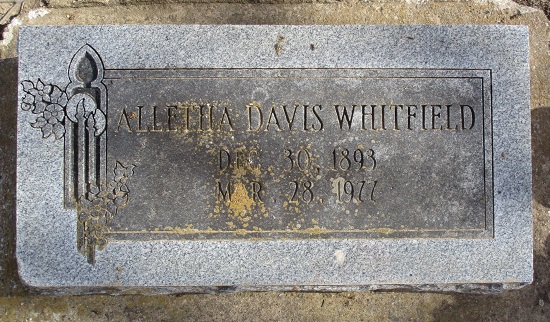 ALLETHA DAVIS WHITFIELD
DEC. 30, 1893
MAR. 28, 1977